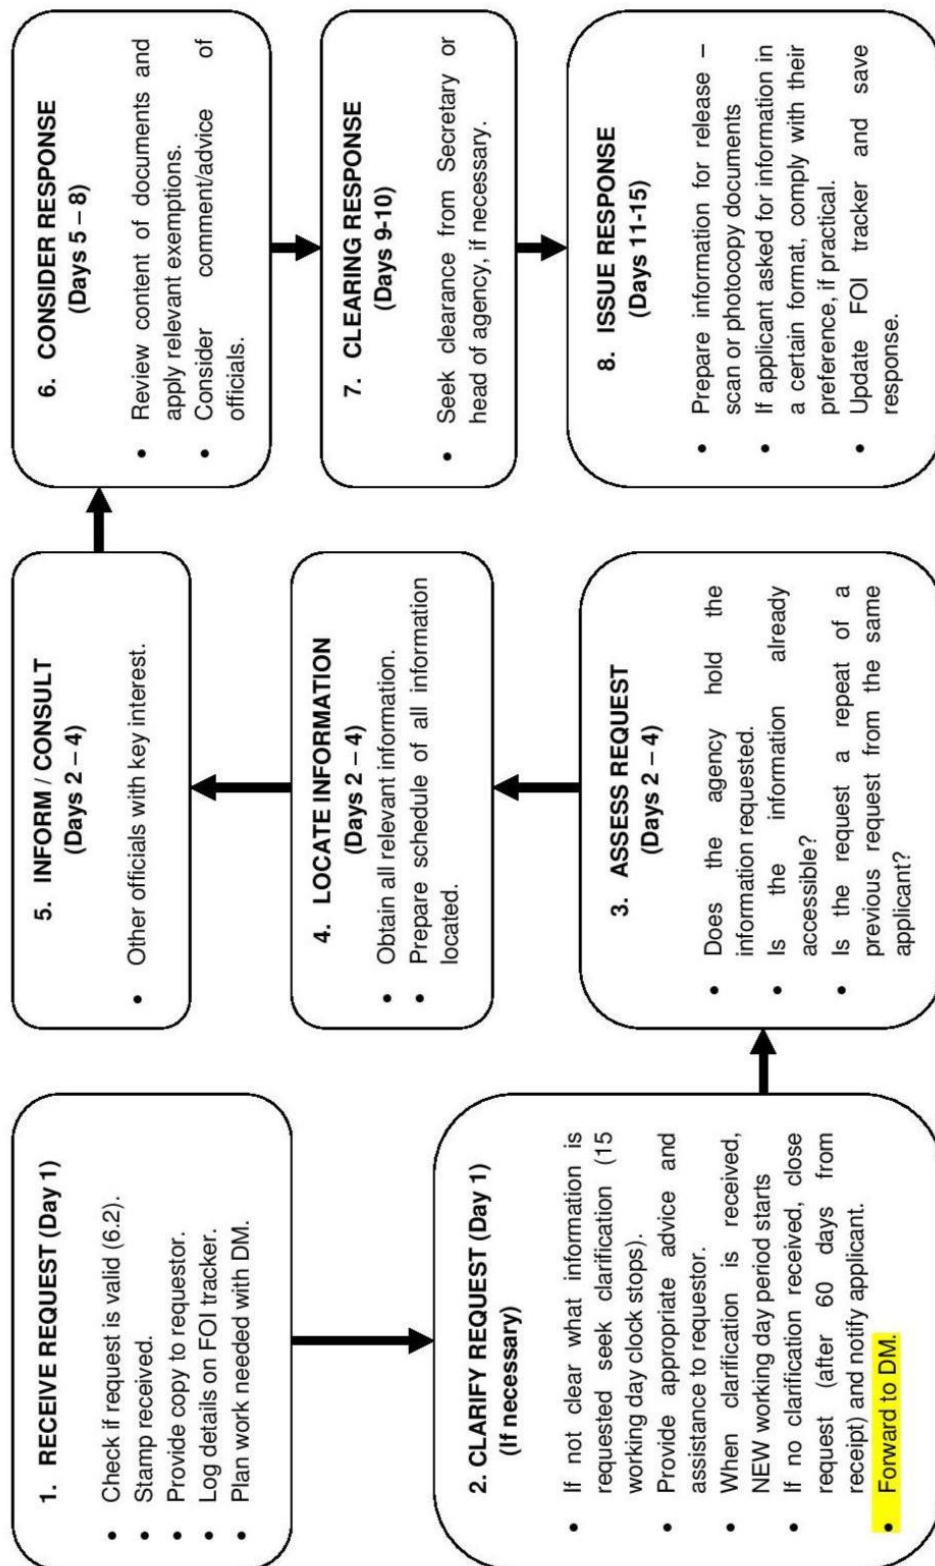 1. RECEIVE REQUEST (Day 1)
• Check if request is valid (6.2).
• Stamp received.
• Provide copy to requestor.
• Log details on FOI tracker.
• Plan work needed with DM.
2. CLARIFY REQUEST (Day 1)
(If necessary)
• If not clear what information is
requested seek clarification (15
working day clock stops).
• Provide appropriate advice and
assistance to requestor.
• When clarification is received,
NEW working day period starts
• If no clarification received, close
request (after 60 days from
receipt) and notify applicant.
• Forward to DM.
3. ASSESS REQUEST
(Days 2 – 4)
• Does the agency hold the
information requested.
• Is the information already
accessible?
• Is the request a repeat of a
previous request from the same
applicant?
4. LOCATE INFORMATION
(Days 2 – 4)
• Obtain all relevant information.
• Prepare schedule of all information
located.
5. INFORM / CONSULT
(Days 2 – 4)
• Other officials with key interest.
6. CONSIDER RESPONSE
(Days 5 – 8)
• Review content of documents and
apply relevant exemptions.
• Consider comment/advice of
officials.
7. CLEARING RESPONSE
(Days 9-10)
• Seek clearance from Secretary or
head of agency, if necessary.
8. ISSUE RESPONSE
(Days 11-15)
• Prepare information for release –
scan or photocopy documents
• If applicant asked for information in
a certain format, comply with their
preference, if practical.
• Update FOI tracker and save
response.